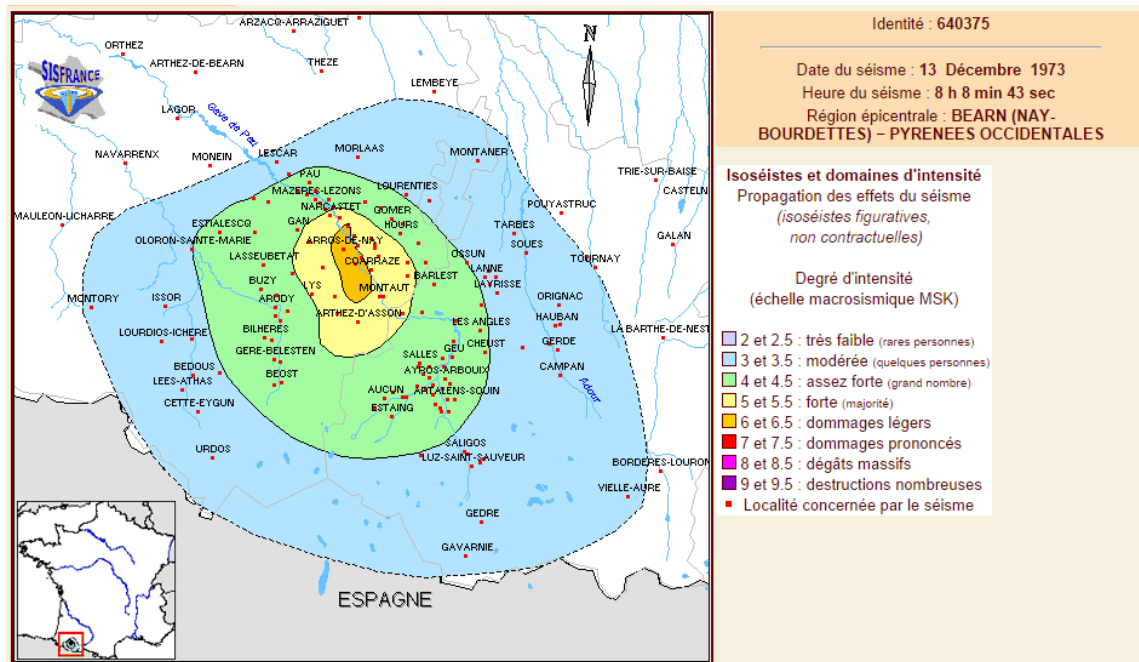 ARZACQ-ARRAZIGUET
ORTHEZ
ARTHEZ-DE-BEARN
THEZE
N
SISFRANCE
LEMBEYE
LAGOR
Gave de Pau
NAVARRENX
MONEIN
LESCAR
MORLAAS
MONTANER
PAU
TRIE-SUR-BAISE
MAZERES-LEZONS
LOURENTIES
CASTELN
NARCASTET
GOMER
POUYASTRUC
MAULEON-LICHARRE
ESTIALESCQ
GAN
HOURS
TARBES
OLORON-SAINTE-MARIE
ARROS-DE-NAY
SOUES
GALAN
LASSEUBETAT
COARRAZE
OSSUN
TOURNAY
LANNE
BUZY
LYS
MONTAUT
BARLEST
LAYRISSE
MONTORY
ISSOR
ARUDY
ORIGNAC
ARTHEZ-D'ASSON
HAUBAN
LOURDIOS-ICHERE
BILHERES
LES ANGLES
LA BARTHE-DE-NEST
GERE-BELESTEN
GEU
CHEUST
GERDE
BEDOUS
SALLES
CAMPAN
LEES-ATHAS
BEOST
AYROS-ARBOUIX
Adour
AUCUN
ARTALENS-SOUIN
CETTE-EYGUN
ESTAING
URDOS
SALIGOS
LUZ-SAINT-SAUVEUR
BORDERES-LOURON
VIELLE-AURE
GEDRE
GAVARNIE
ESPAGNE
Identité : 640375
Date du séisme : 13 Décembre 1973
Heure du séisme : 8 h 8 min 43 sec
Région épicentrale : BEARN (NAY-
BOURDETTES) – PYRENEES OCCIDENTALES
Isoséistes et domaines d'intensité
Propagation des effets du séisme
(isoséistes figuratives,
non contractuelles)
Degré d'intensité
(échelle macrosismique MSK)
2 et 2.5 : très faible (rares personnes)
3 et 3.5 : modérée (quelques personnes)
4 et 4.5 : assez forte (grand nombre)
5 et 5.5 : forte (majorité)
6 et 6.5 : dommages légers
7 et 7.5 : dommages prononcés
8 et 8.5 : dégâts massifs
9 et 9.5 : destructions nombreuses
Localité concernée par le séisme